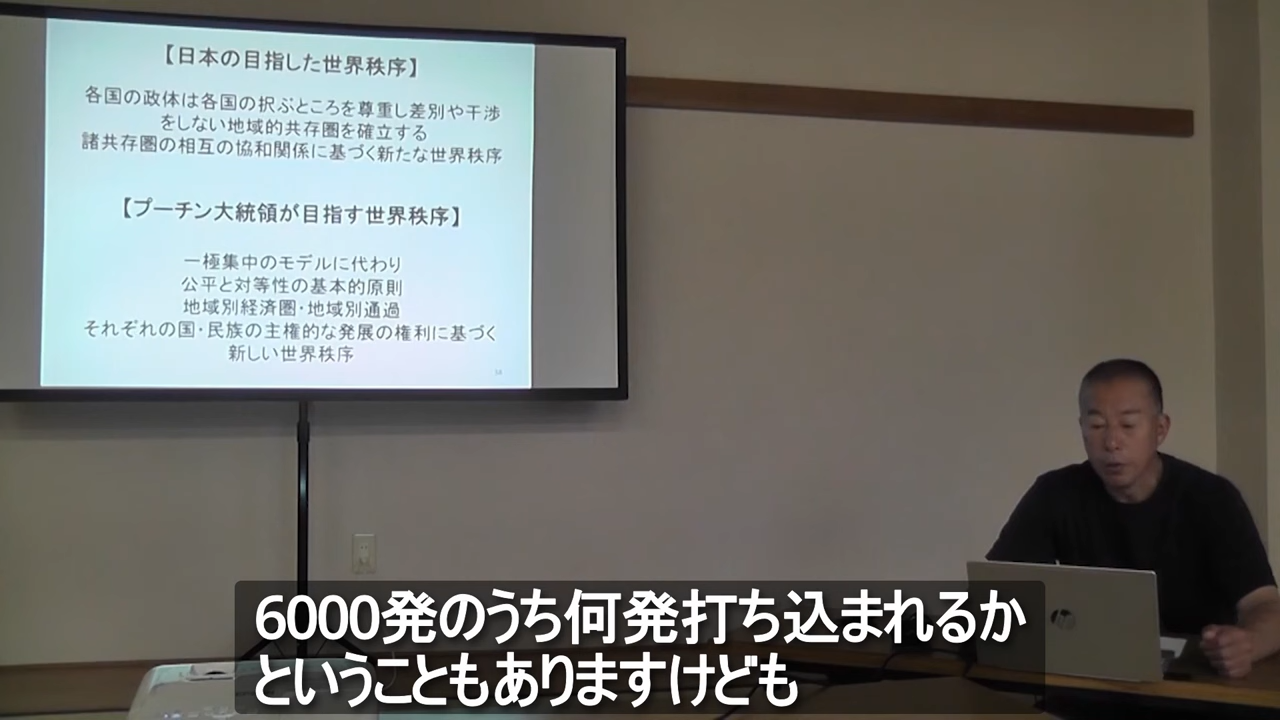 【日本の目指した世界秩序】
各国の政体は各国の択ぶところを尊重し差別や干渉
をしない地域的共存圏を確立する
諸共存圏の相互の協和関係に基づく新たな世界秩序
【プーチン大統領が目指す世界秩序】
一極集中のモデルに代わり
公平と対等性の基本的原則
地域別経済圏・地域別通過
それぞれの国・民族の主権的な発展の権利に基づく
新しい世界秩序
hp
6000発のうち何発打ち込まれるか
ということもありますけども